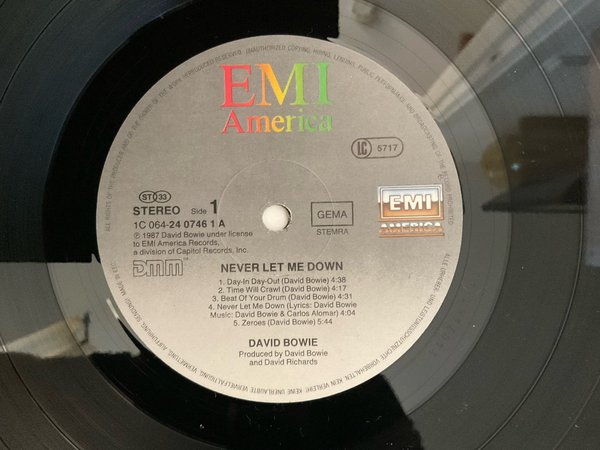 EMI
America
LC 5717
ST 33
STEREO Side 1
1C 064-24 0746 1 A
℗ 1987 David Bowie under license
to EMI America Records,
a division of Capitol Records, Inc.
DMM
GEMA
STEMRA
EMI
AMERICA
NEVER LET ME DOWN
1. Day-In Day-Out (David Bowie) 4:38
2. Time Will Crawl (David Bowie) 4:17
3. Beat Of Your Drum (David Bowie) 4:31
4. Never Let Me Down (Lyrics: David Bowie
Music: David Bowie & Carlos Alomar) 4:04
5. Zeroes (David Bowie) 5:44
DAVID BOWIE
Produced by David Bowie
and David Richards